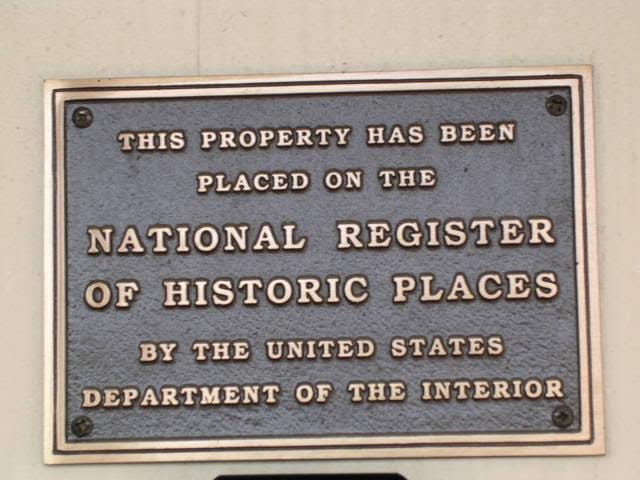 THIS PROPERTY HAS BEEN
PLACED ON THE
NATIONAL REGISTER
OF HISTORIC PLACES
BY THE UNITED STATES
DEPARTMENT OF THE INTERIOR